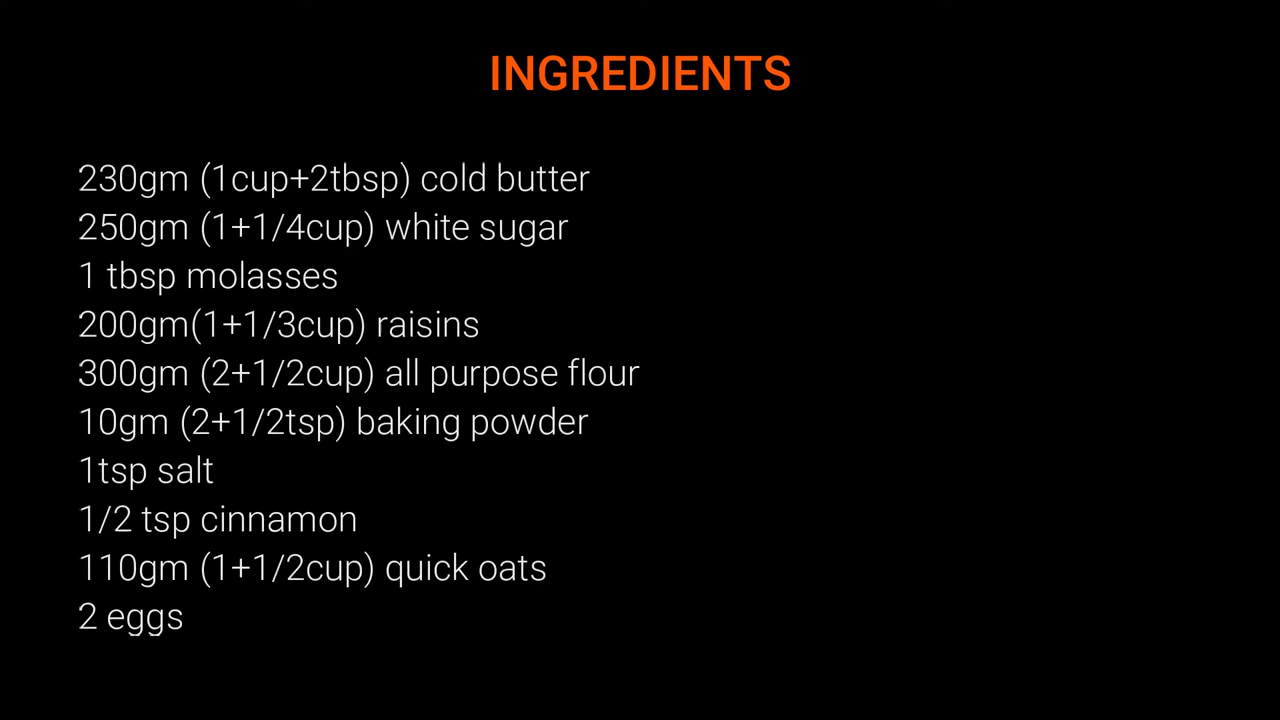 INGREDIENTS
230gm (1cup+2tbsp) cold butter
250gm (1+1/4cup) white sugar
1 tbsp molasses
200gm(1+1/3cup) raisins
300gm (2+1/2cup) all purpose flour
10gm (2+1/2tsp) baking powder
1tsp salt
1/2 tsp cinnamon
110gm (1+1/2cup) quick oats
2 eggs